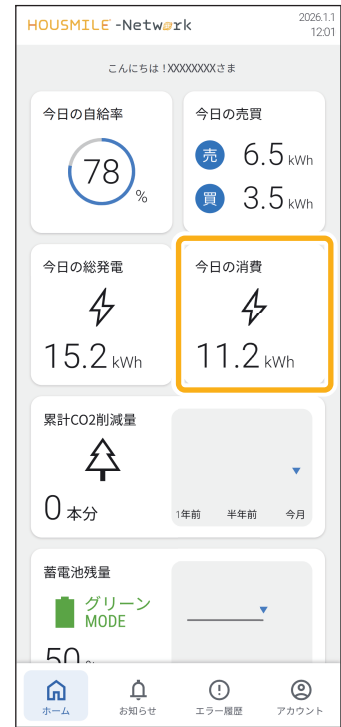 HOUSMILE-Netwrk
2026.1.1
12:01
こんにちは!XXXXXXXXさま
今日の自給率
78 %
今日の売買
売 6.5 kWh
買 3.5 kWh
今日の総発電
15.2 kWh
今日の消費
11.2 kWh
累計CO2削減量
0 本分
1年前 半年前 今月
蓄電池残量
グリーン
MODE
50 %
ホーム お知らせ エラー履歴 アカウント